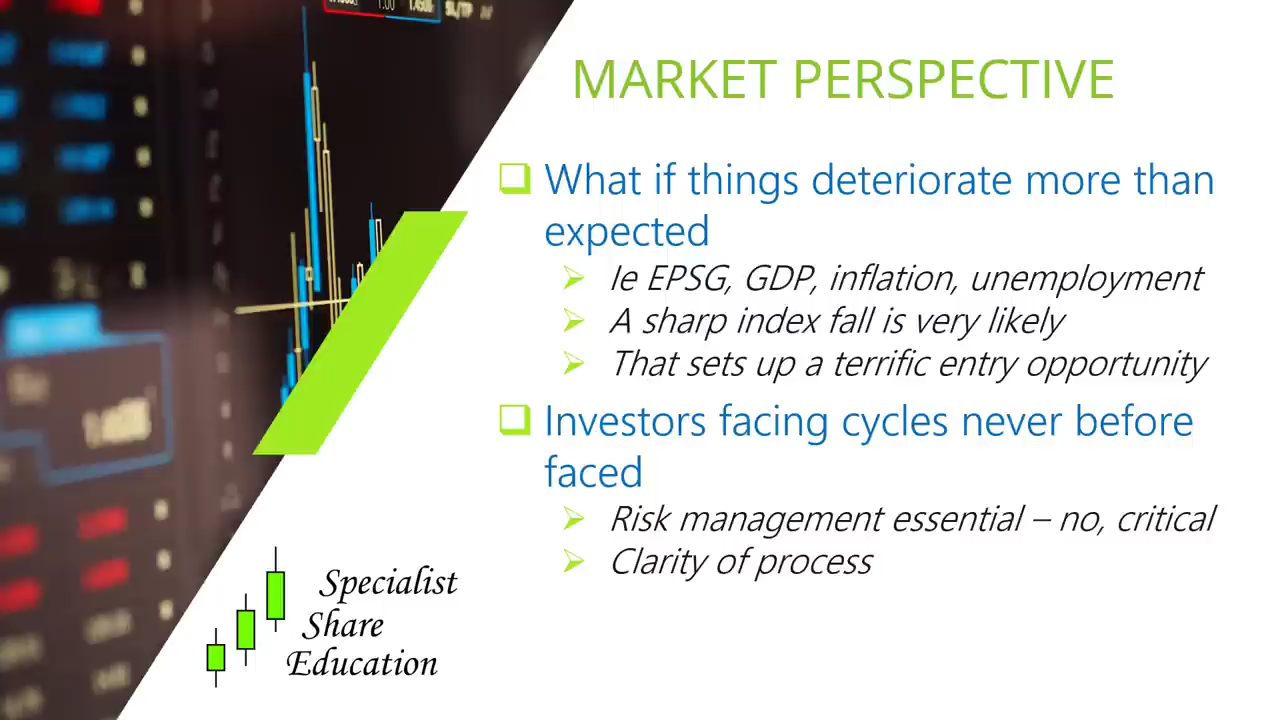 MARKET PERSPECTIVE
What if things deteriorate more than
expected
Ie EPSG, GDP, inflation, unemployment
A sharp index fall is very likely
That sets up a terrific entry opportunity
Investors facing cycles never before
faced
Risk management essential – no, critical
Clarity of process
Specialist
Share
Education